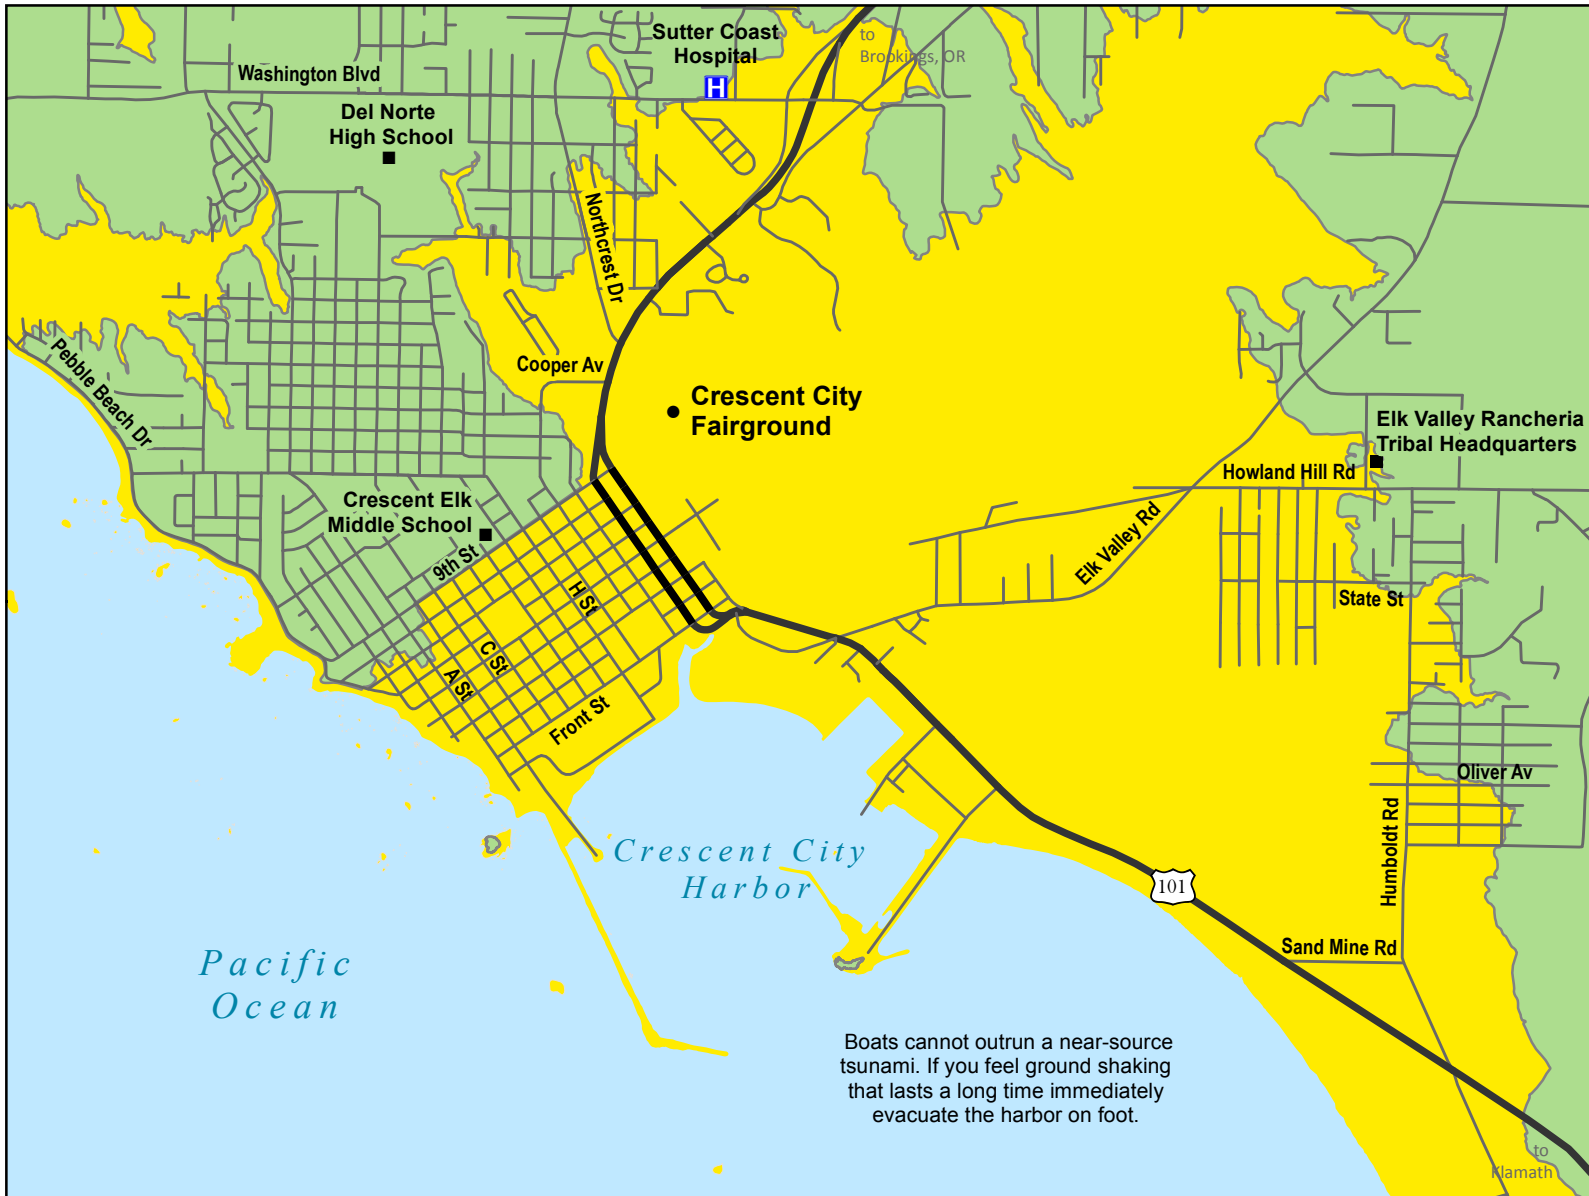 Sutter Coast
Hospital
H
to
Brookings, OR
Washington Blvd
Del Norte
High School
Northcrest Dr
Pebble Beach Dr
Cooper Av
Crescent City
Fairground
Elk Valley Rancheria
Tribal Headquarters
Howland Hill Rd
Crescent Elk
Middle School
9th St
Elk Valley Rd
H St
State St
C St
A St
Front St
Oliver Av
Humboldt Rd
Crescent City
Harbor
101
Sand Mine Rd
Pacific
Ocean
Boats cannot outrun a near-source
tsunami. If you feel ground shaking
that lasts a long time immediately
evacuate the harbor on foot.
to
Klamath